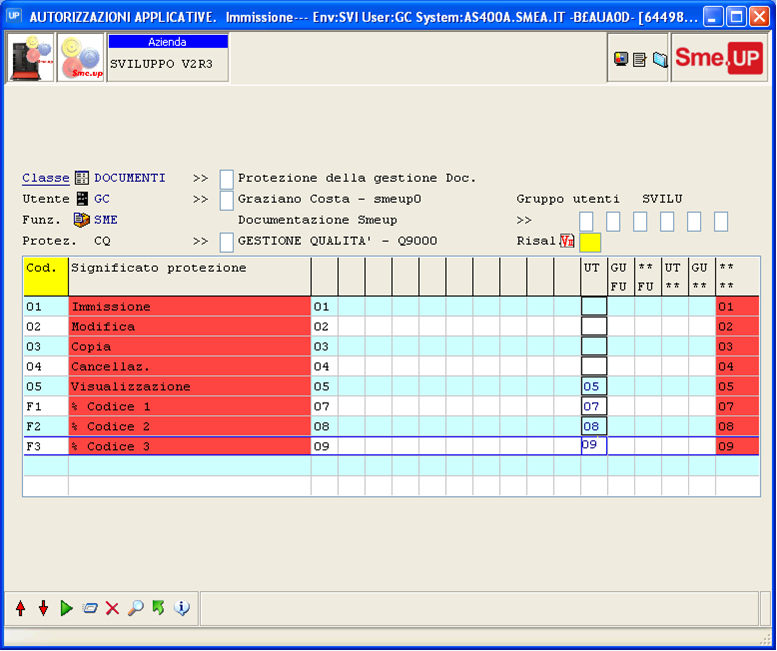 UP AUTORIZZAZIONI APPLICATIVE. Immissione--- Env:SVI User:GC System:AS400A.SMEA.IT -B£AUA0D- [64498...
Azienda
SVILUPPO V2R3
Sme.up
Sme.UP
Classe DOCUMENTI >> Protezione della gestione Doc.
Utente GC >> Graziano Costa - smeup0 Gruppo utenti SVILU
Funz. SME Documentazione Smeup >>
Protez. CQ >> GESTIONE QUALITA' - Q9000 Risal.
Cod. Significato protezione UT GU ** UT GU **
FU FU ** ** **
01 Immissione 01 01
02 Modifica 02 02
03 Copia 03 03
04 Cancellaz. 04 04
05 Visualizzazione 05 05 05
F1 % Codice 1 07 07 07
F2 % Codice 2 08 08 08
F3 % Codice 3 09 09 09